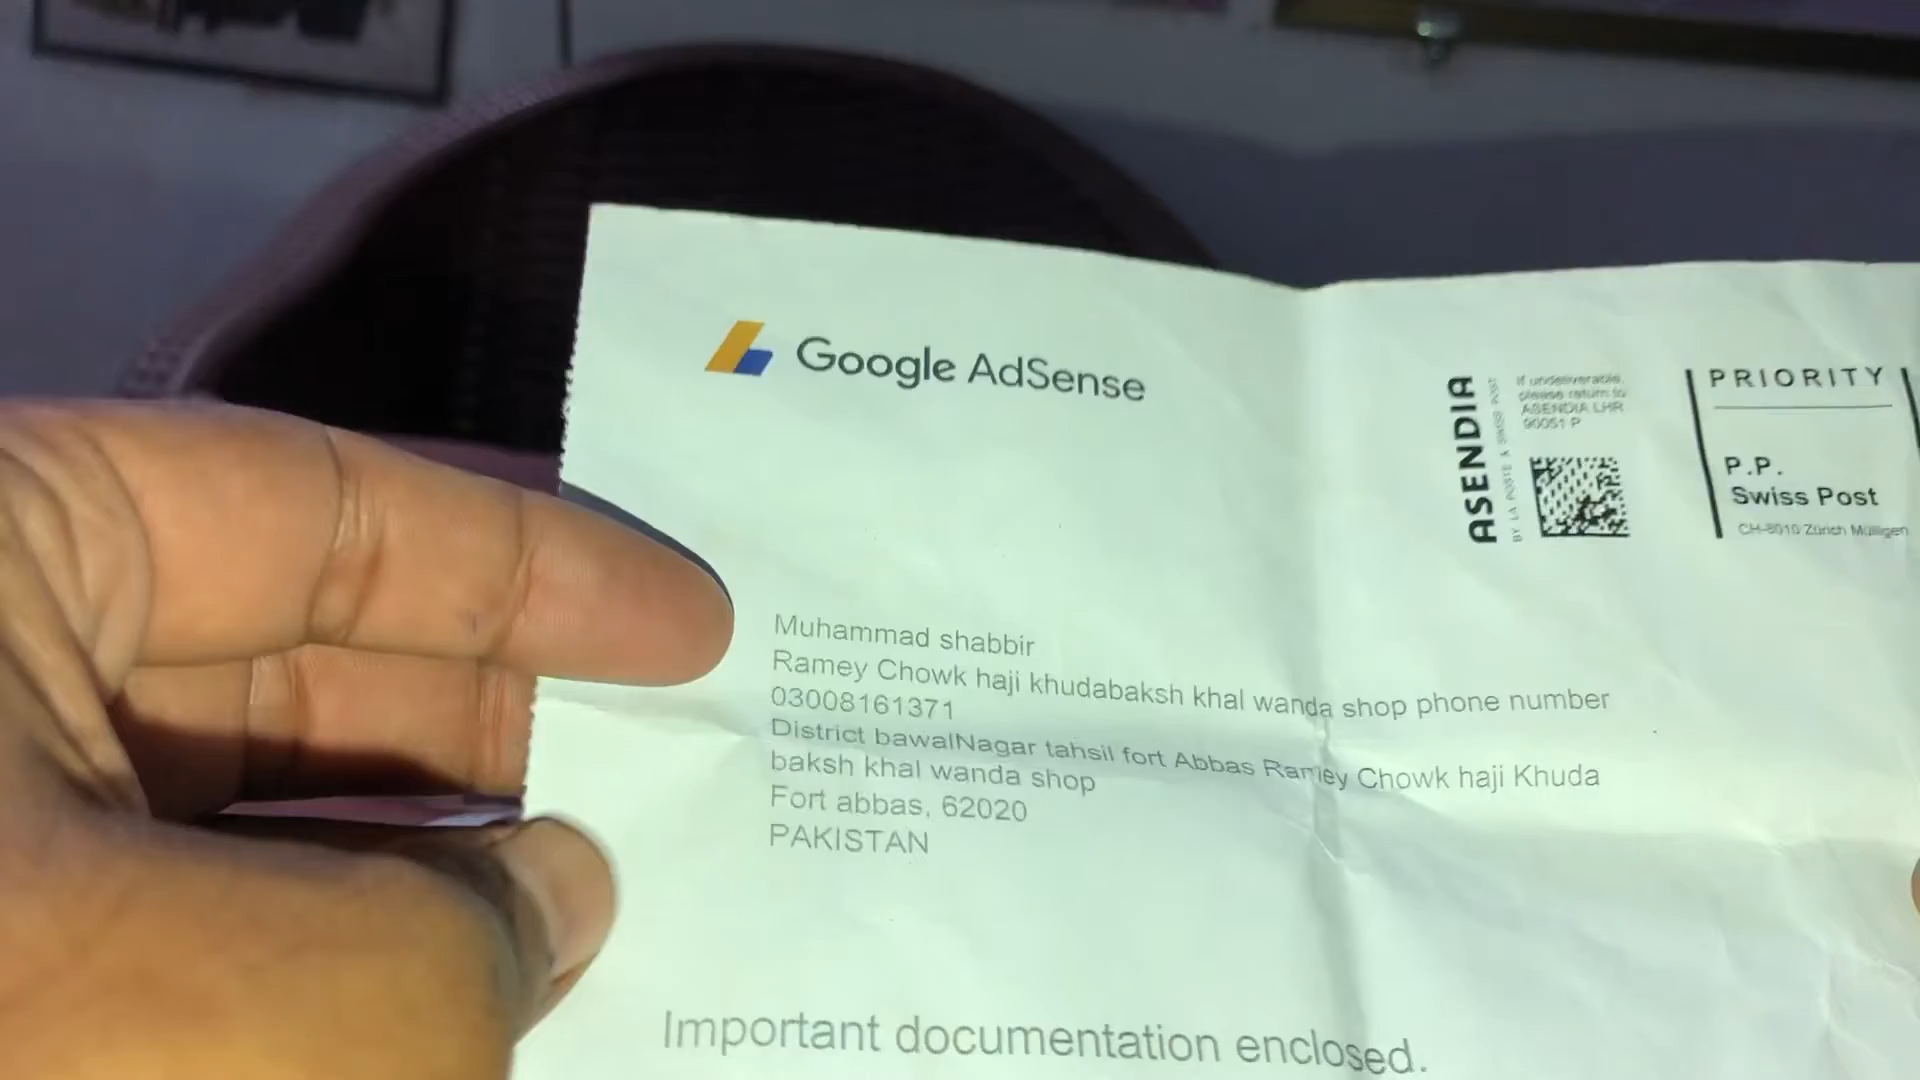 Google AdSense
ASENDIA
BY LA POSTE & SWISS POST
If undeliverable,
please return to
ASENDIA LHR
90051 P
PRIORITY
P.P.
Swiss Post
CH-8010 Zürich Mülligen
Muhammad shabbir
Ramey Chowk haji khudabaksh khal wanda shop phone number
03008161371
District bawalNagar tahsil fort Abbas Ramey Chowk haji Khuda
baksh khal wanda shop
Fort abbas, 62020
PAKISTAN
Important documentation enclosed.